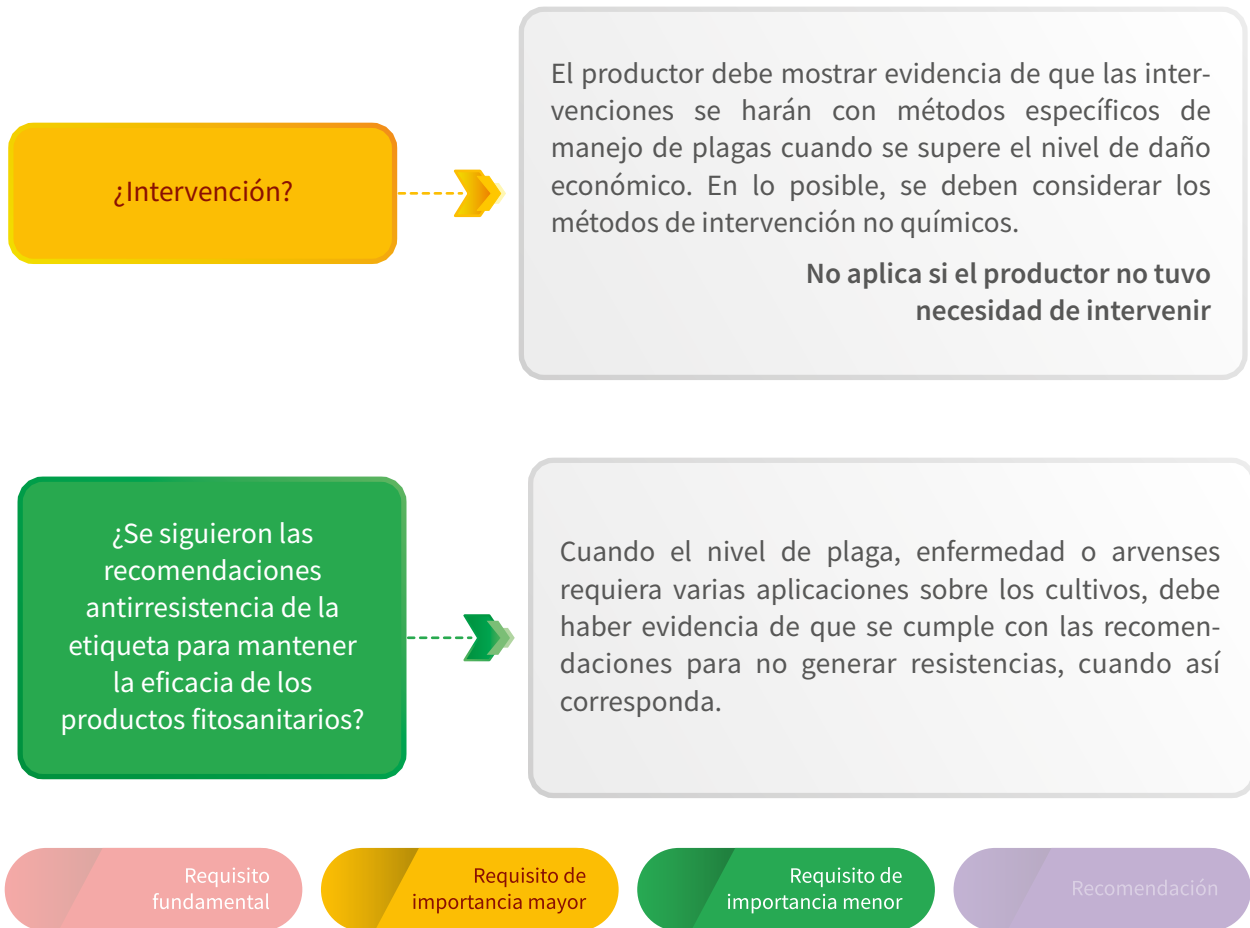 ¿Intervención?
El productor debe mostrar evidencia de que las inter-
venciones se harán con métodos específicos de
manejo de plagas cuando se supere el nivel de daño
económico. En lo posible, se deben considerar los
métodos de intervención no químicos.
No aplica si el productor no tuvo
necesidad de intervenir
¿Se siguieron las
recomendaciones
antirresistencia de la
etiqueta para mantener
la eficacia de los
productos fitosanitarios?
Cuando el nivel de plaga, enfermedad o arvenses
requiera varias aplicaciones sobre los cultivos, debe
haber evidencia de que se cumple con las recomen-
daciones para no generar resistencias, cuando así
corresponda.
Requisito
fundamental
Requisito de
importancia mayor
Requisito de
importancia menor
Recomendación